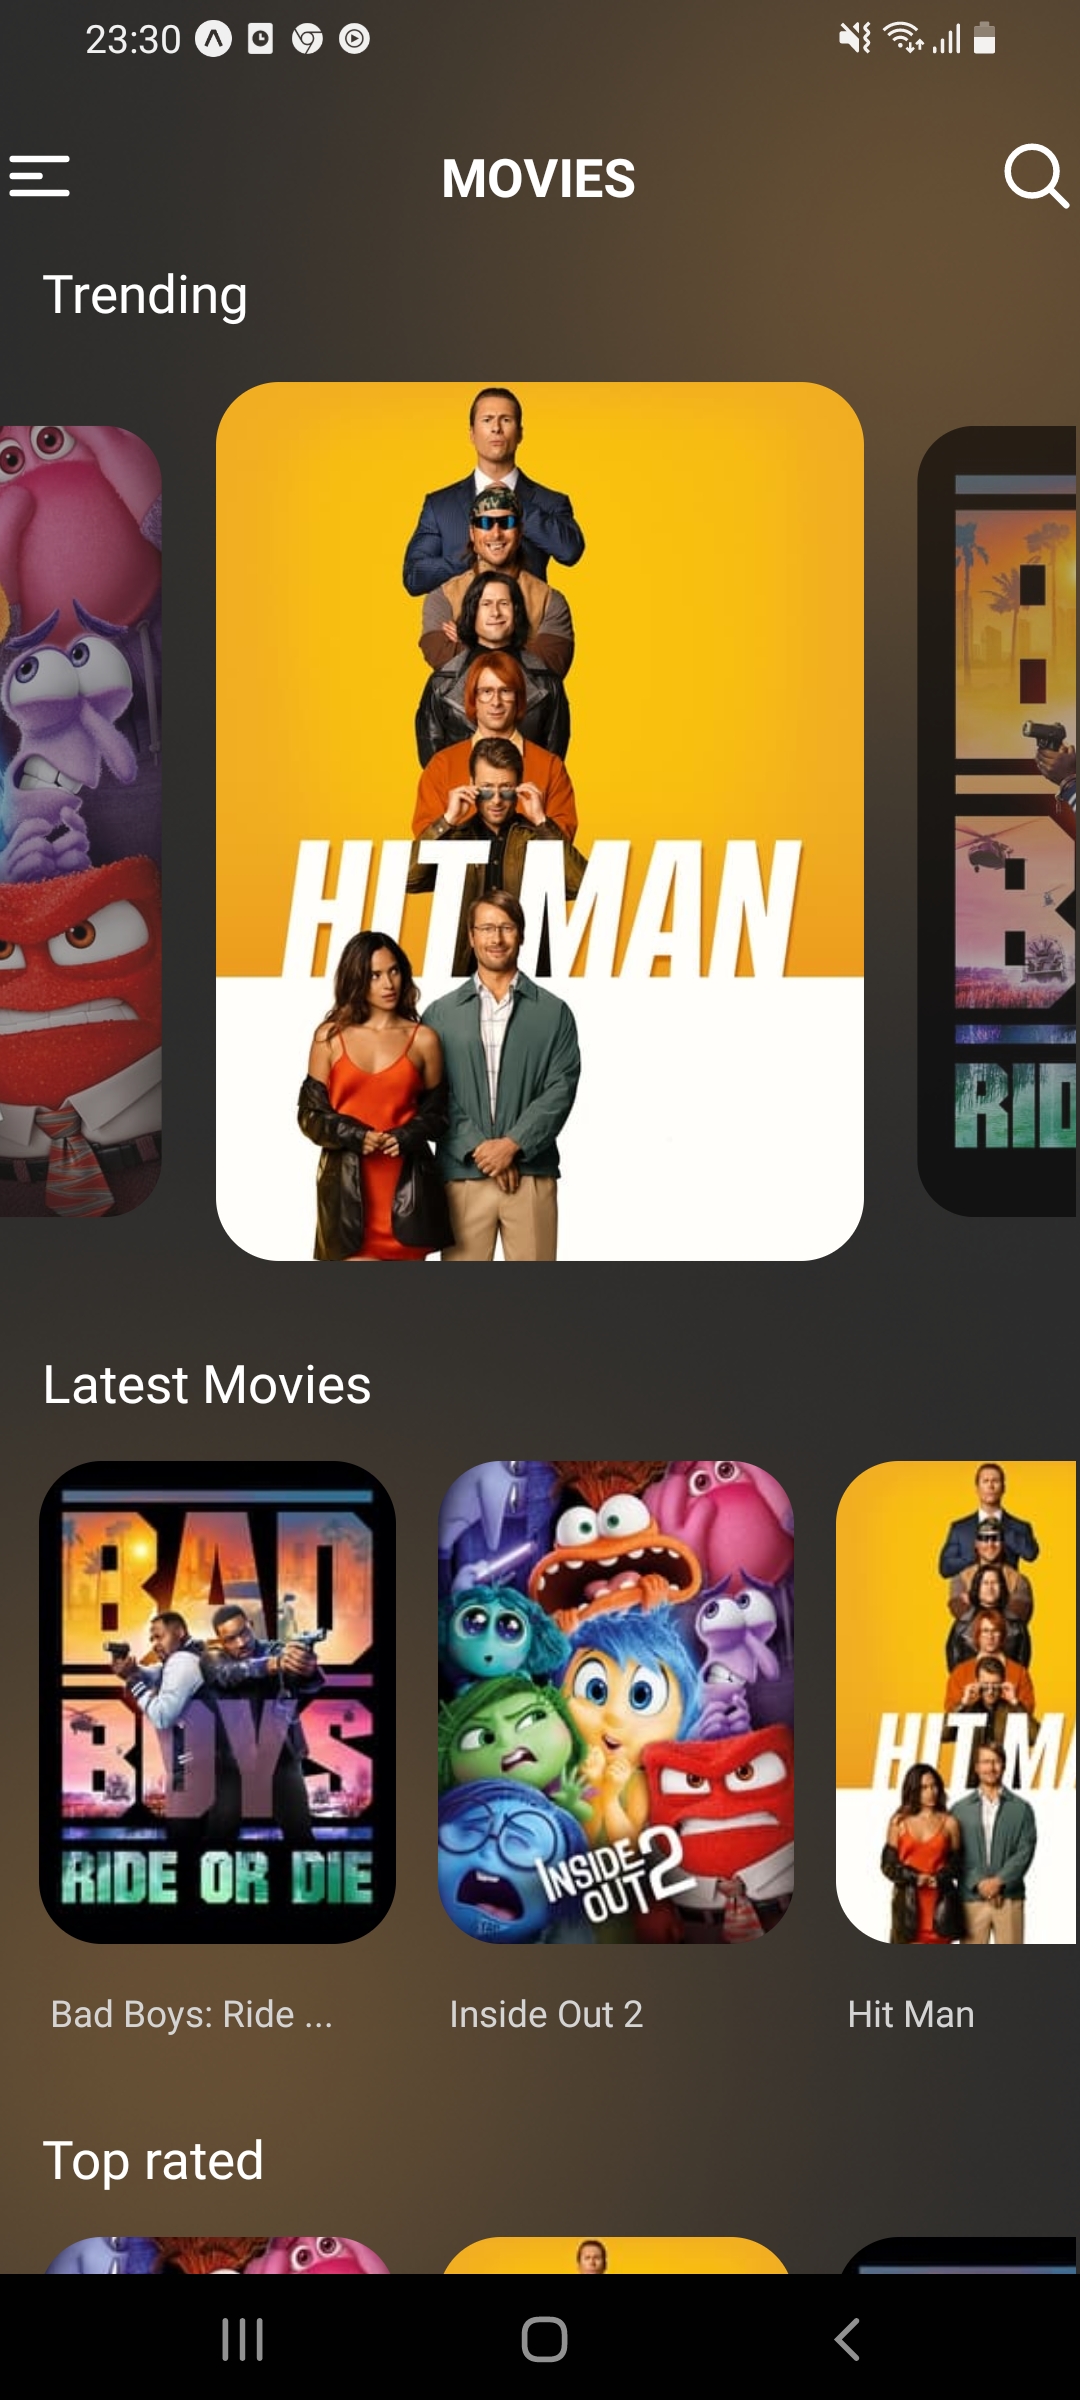 23:30
MOVIES
Trending
HIT MAN
B
B
RID
Latest Movies
BAD
BOYS
RIDE OR DIE
INSIDE
OUT 2
HIT MA
Bad Boys: Ride ...
Inside Out 2
Hit Man
Top rated